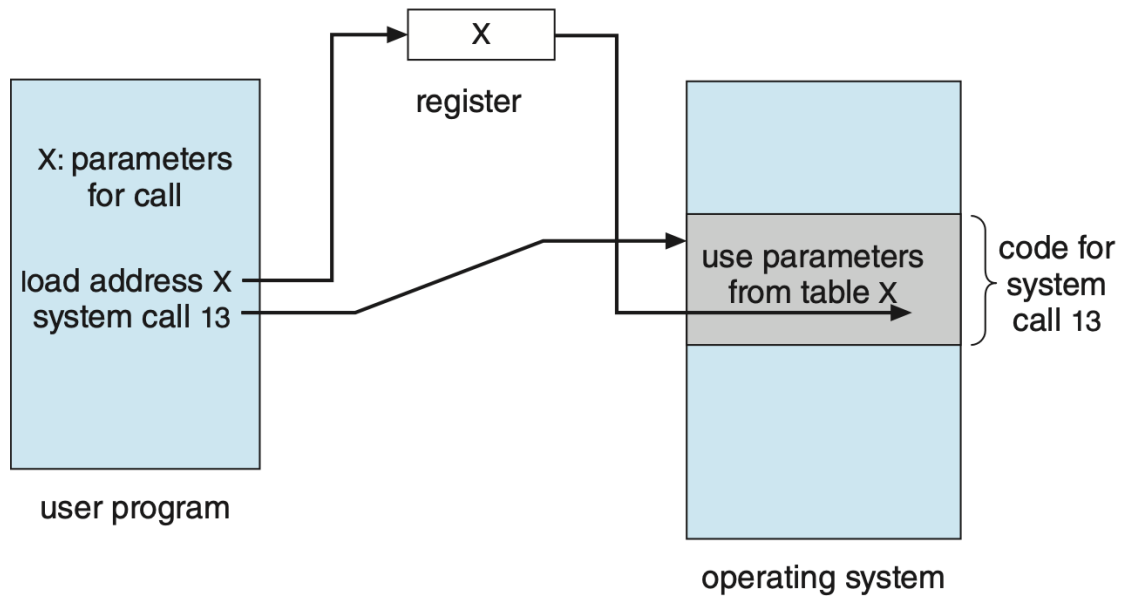 X
register
X: parameters
for call
load address X
system call 13
user program
use parameters
from table X
code for
system
call 13
operating system